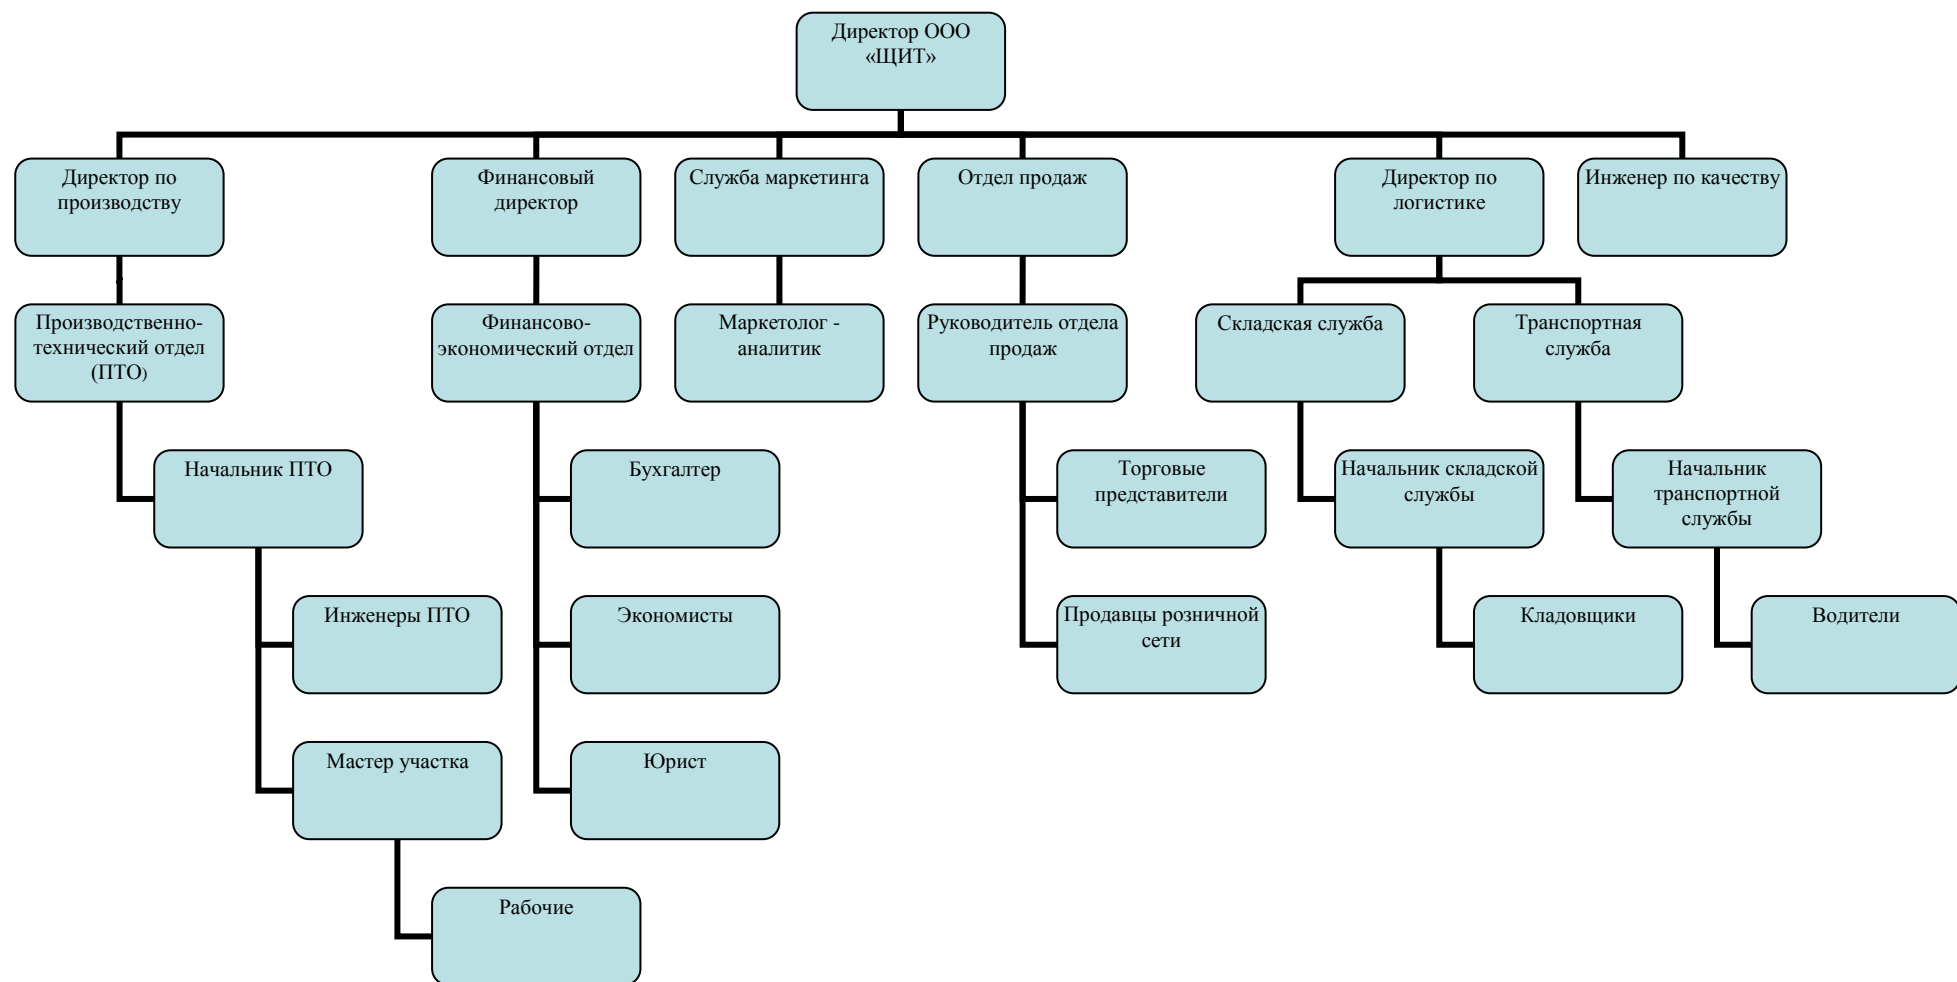 Директор ООО
«ЩИТ»
Директор по
производству
Финансовый
директор
Служба маркетинга
Отдел продаж
Директор по
логистике
Инженер по качеству
Производственно-
технический отдел
(ПТО)
Финансово-
экономический отдел
Маркетолог -
аналитик
Руководитель отдела
продаж
Складская служба
Транспортная
служба
Начальник ПТО
Бухгалтер
Торговые
представители
Начальник складской
службы
Начальник
транспортной
службы
Инженеры ПТО
Экономисты
Продавцы розничной
сети
Кладовщики
Водители
Мастер участка
Юрист
Рабочие